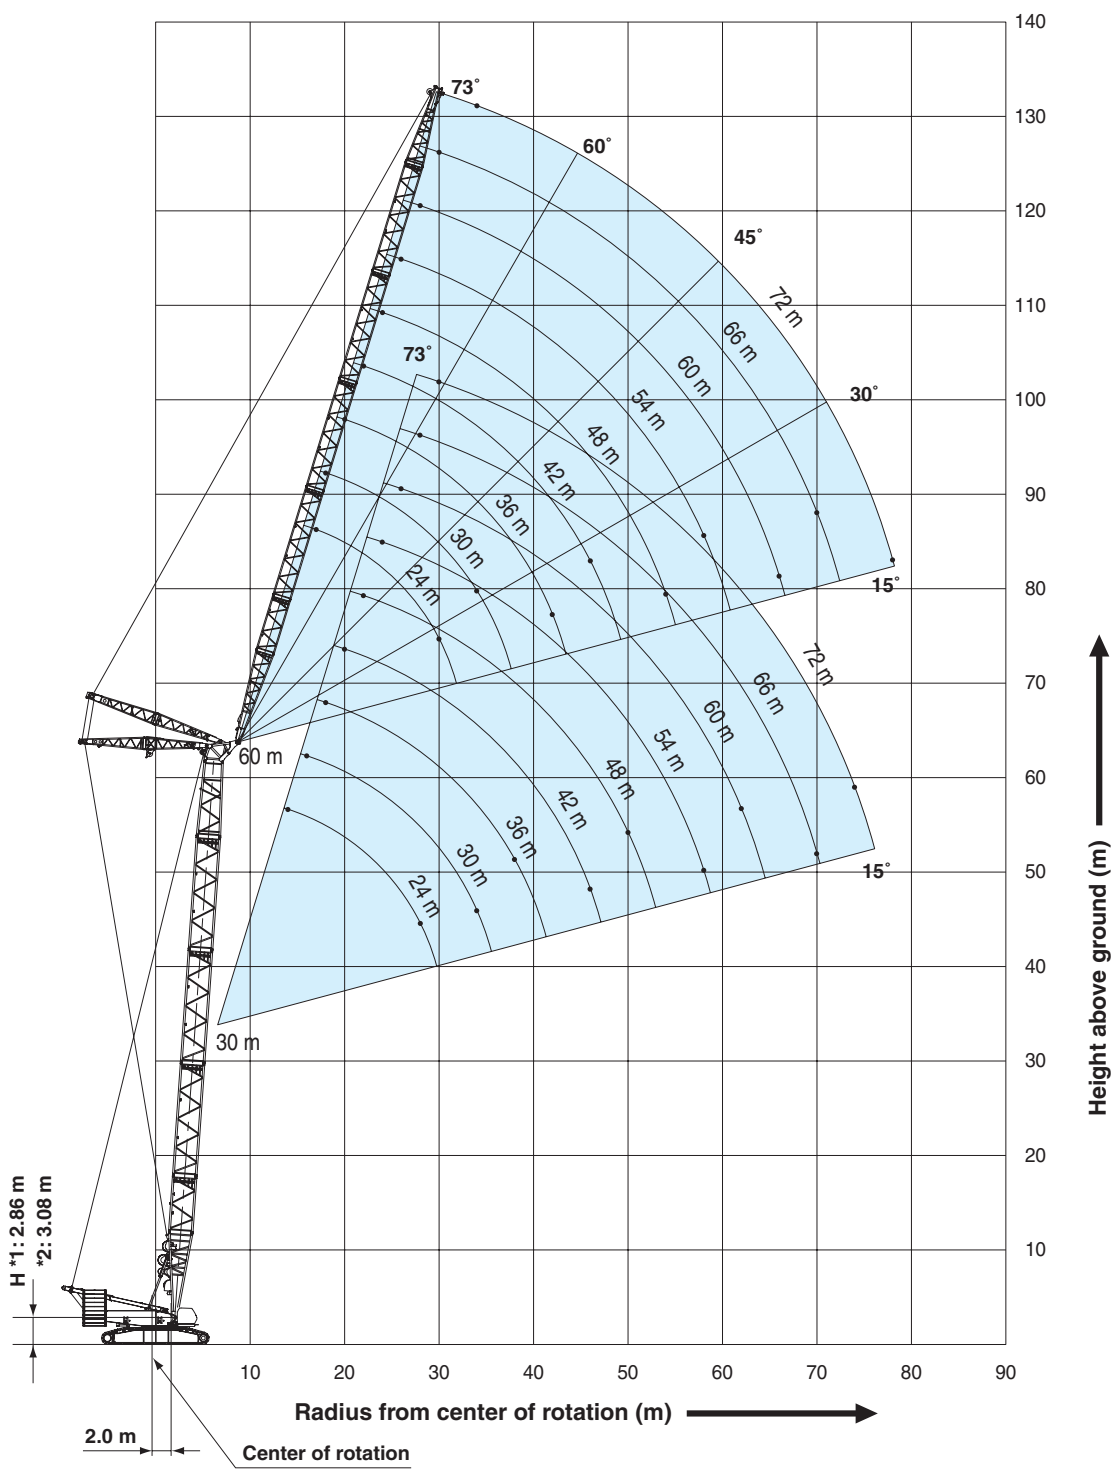 140
130
120
110
100
90
80
70
60
50
40
30
20
10
73˚
60˚
45˚
72 m
66 m
60 m
54 m
48 m
42 m
36 m
30 m
24 m
30˚
15˚
73˚
60 m
72 m
66 m
60 m
54 m
48 m
42 m
36 m
30 m
24 m
15˚
30 m
Height above ground (m)
H *1: 2.86 m
*2: 3.08 m
10 20 30 40 50 60 70 80 90
Radius from center of rotation (m)
2.0 m
Center of rotation